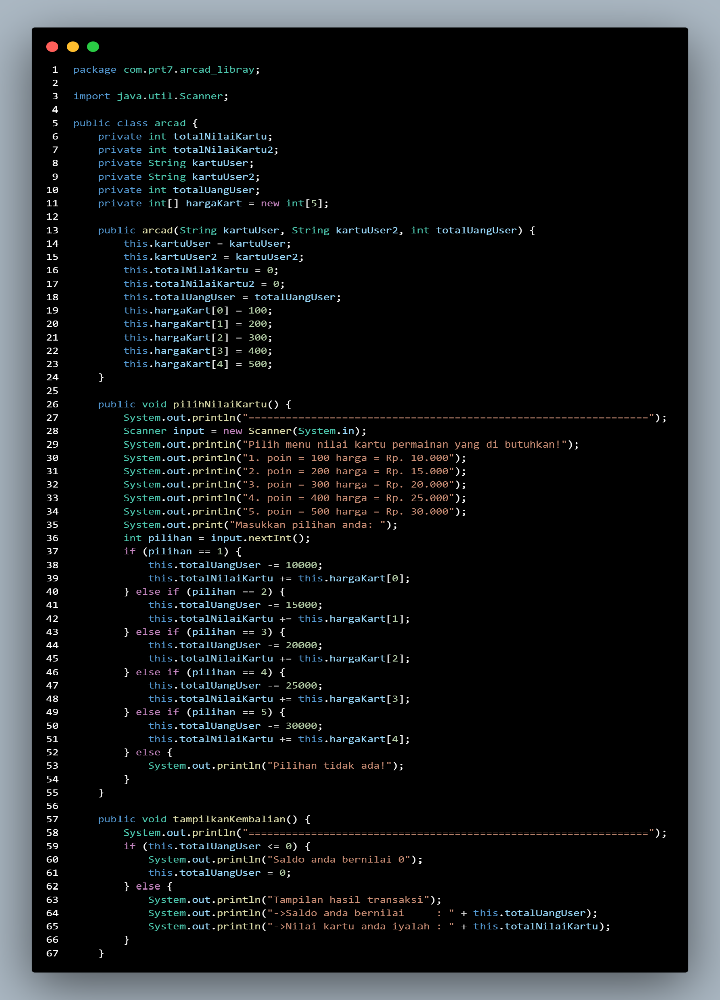 1 package com.prt7.arcad_libray;
2
3 import java.util.Scanner;
4
5 public class arcad {
6     private int totalNilaiKartu;
7     private int totalNilaiKartu2;
8     private String kartuUser;
9     private String kartuUser2;
10     private int totalUangUser;
11     private int[] hargaKart = new int[5];
12
13     public arcad(String kartuUser, String kartuUser2, int totalUangUser) {
14         this.kartuUser = kartuUser;
15         this.kartuUser2 = kartuUser2;
16         this.totalNilaiKartu = 0;
17         this.totalNilaiKartu2 = 0;
18         this.totalUangUser = totalUangUser;
19         this.hargaKart[0] = 100;
20         this.hargaKart[1] = 200;
21         this.hargaKart[2] = 300;
22         this.hargaKart[3] = 400;
23         this.hargaKart[4] = 500;
24     }
25
26     public void pilihNilaiKartu() {
27         System.out.println("================================================================");
28         Scanner input = new Scanner(System.in);
29         System.out.println("Pilih menu nilai kartu permainan yang di butuhkan!");
30         System.out.println("1. poin = 100 harga = Rp. 10.000");
31         System.out.println("2. poin = 200 harga = Rp. 15.000");
32         System.out.println("3. poin = 300 harga = Rp. 20.000");
33         System.out.println("4. poin = 400 harga = Rp. 25.000");
34         System.out.println("5. poin = 500 harga = Rp. 30.000");
35         System.out.print("Masukkan pilihan anda: ");
36         int pilihan = input.nextInt();
37         if (pilihan == 1) {
38             this.totalUangUser -= 10000;
39             this.totalNilaiKartu += this.hargaKart[0];
40         } else if (pilihan == 2) {
41             this.totalUangUser -= 15000;
42             this.totalNilaiKartu += this.hargaKart[1];
43         } else if (pilihan == 3) {
44             this.totalUangUser -= 20000;
45             this.totalNilaiKartu += this.hargaKart[2];
46         } else if (pilihan == 4) {
47             this.totalUangUser -= 25000;
48             this.totalNilaiKartu += this.hargaKart[3];
49         } else if (pilihan == 5) {
50             this.totalUangUser -= 30000;
51             this.totalNilaiKartu += this.hargaKart[4];
52         } else {
53             System.out.println("Pilihan tidak ada!");
54         }
55     }
56
57     public void tampilkanKembalian() {
58         System.out.println("================================================================");
59         if (this.totalUangUser <= 0) {
60             System.out.println("Saldo anda bernilai 0");
61             this.totalUangUser = 0;
62         } else {
63             System.out.println("Tampilan hasil transaksi");
64             System.out.println("->Saldo anda bernilai     : " + this.totalUangUser);
65             System.out.println("->Nilai kartu anda iyalah : " + this.totalNilaiKartu);
66         }
67     }